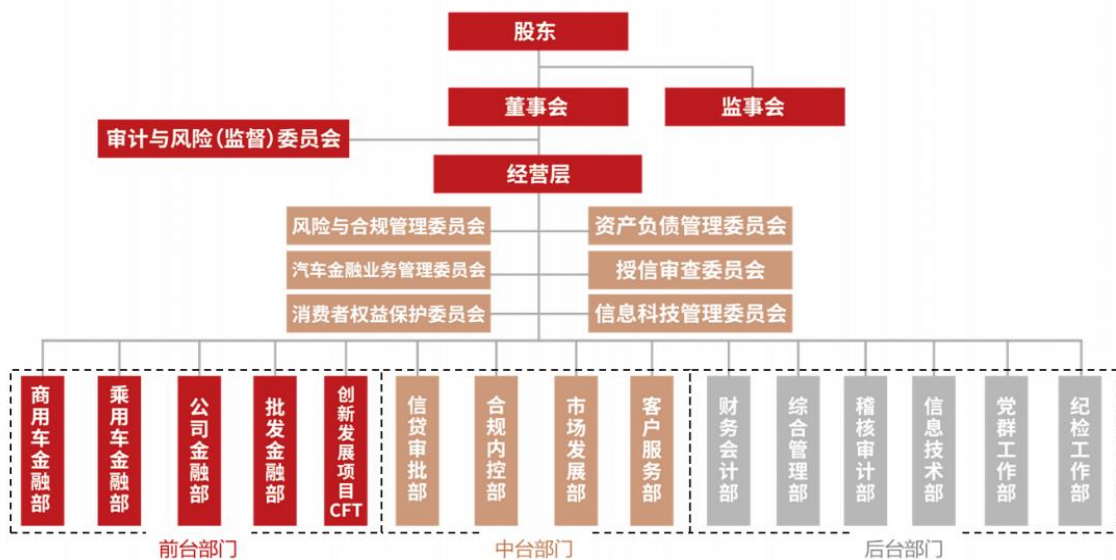 股东
董事会
监事会
审计与风险(监督)委员会
经营层
风险与合规管理委员会
资产负债管理委员会
汽车金融业务管理委员会
授信审查委员会
消费者权益保护委员会
信息科技管理委员会
商用车金融部
乘用车金融部
公司金融部
批发金融部
创新发展项目CFT
信贷审批部
合规内控部
市场发展部
客户服务部
财务会计部
综合管理部
稽核审计部
信息技术部
党群工作部
纪检工作部
前台部门
中台部门
后台部门